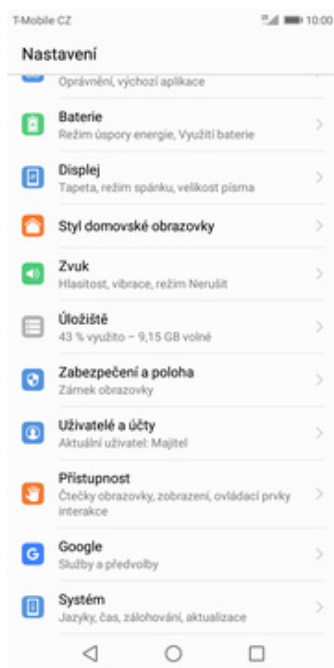 T-Mobile CZ
10:00
Nastavení
Oprávnění, výchozí aplikace
Baterie
Režim úspory energie, Využití baterie
Displej
Tapeta, režim spánku, velikost písma
Styl domovské obrazovky
Zvuk
Hlasitost, vibrace, režim Nerušit
Úložiště
43 % využito – 9,15 GB volné
Zabezpečení a poloha
Zámek obrazovky
Uživatelé a účty
Aktuální uživatel: Majitel
Přístupnost
Čtečky obrazovky, zobrazení, ovládací prvky
interakce
Google
Služby a předvolby
Systém
Jazyky, čas, zálohování, aktualizace